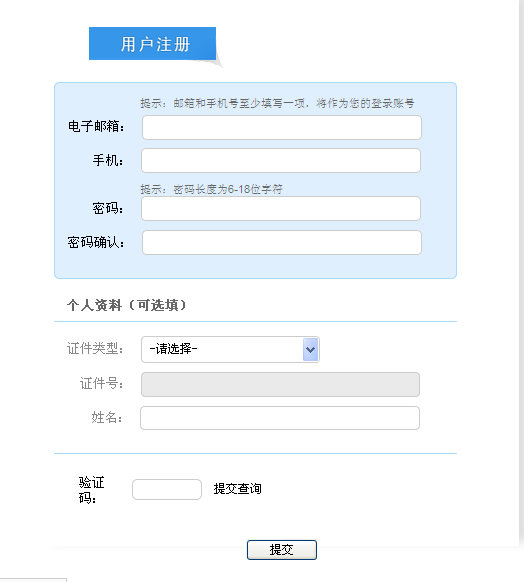 用户注册
提示：邮箱和手机号至少填写一项，将作为您的登录账号
电子邮箱：
手机：
提示：密码长度为6-18位字符
密码：
密码确认：
个人资料（可选填）
证件类型： -请选择-
证件号：
姓名：
验证
码： 提交查询
提交